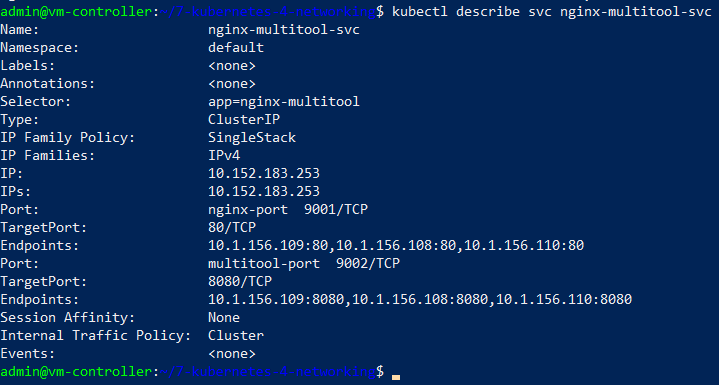 admin@vm-controller:~/7-kubernetes-4-networking$ kubectl describe svc nginx-multitool-svc
Name:                     nginx-multitool-svc
Namespace:                default
Labels:                   <none>
Annotations:              <none>
Selector:                 app=nginx-multitool
Type:                     ClusterIP
IP Family Policy:         SingleStack
IP Families:              IPv4
IP:                       10.152.183.253
IPs:                      10.152.183.253
Port:                     nginx-port  9001/TCP
TargetPort:               80/TCP
Endpoints:                10.1.156.109:80,10.1.156.108:80,10.1.156.110:80
Port:                     multitool-port  9002/TCP
TargetPort:               8080/TCP
Endpoints:                10.1.156.109:8080,10.1.156.108:8080,10.1.156.110:8080
Session Affinity:         None
Internal Traffic Policy:  Cluster
Events:                   <none>
admin@vm-controller:~/7-kubernetes-4-networking$